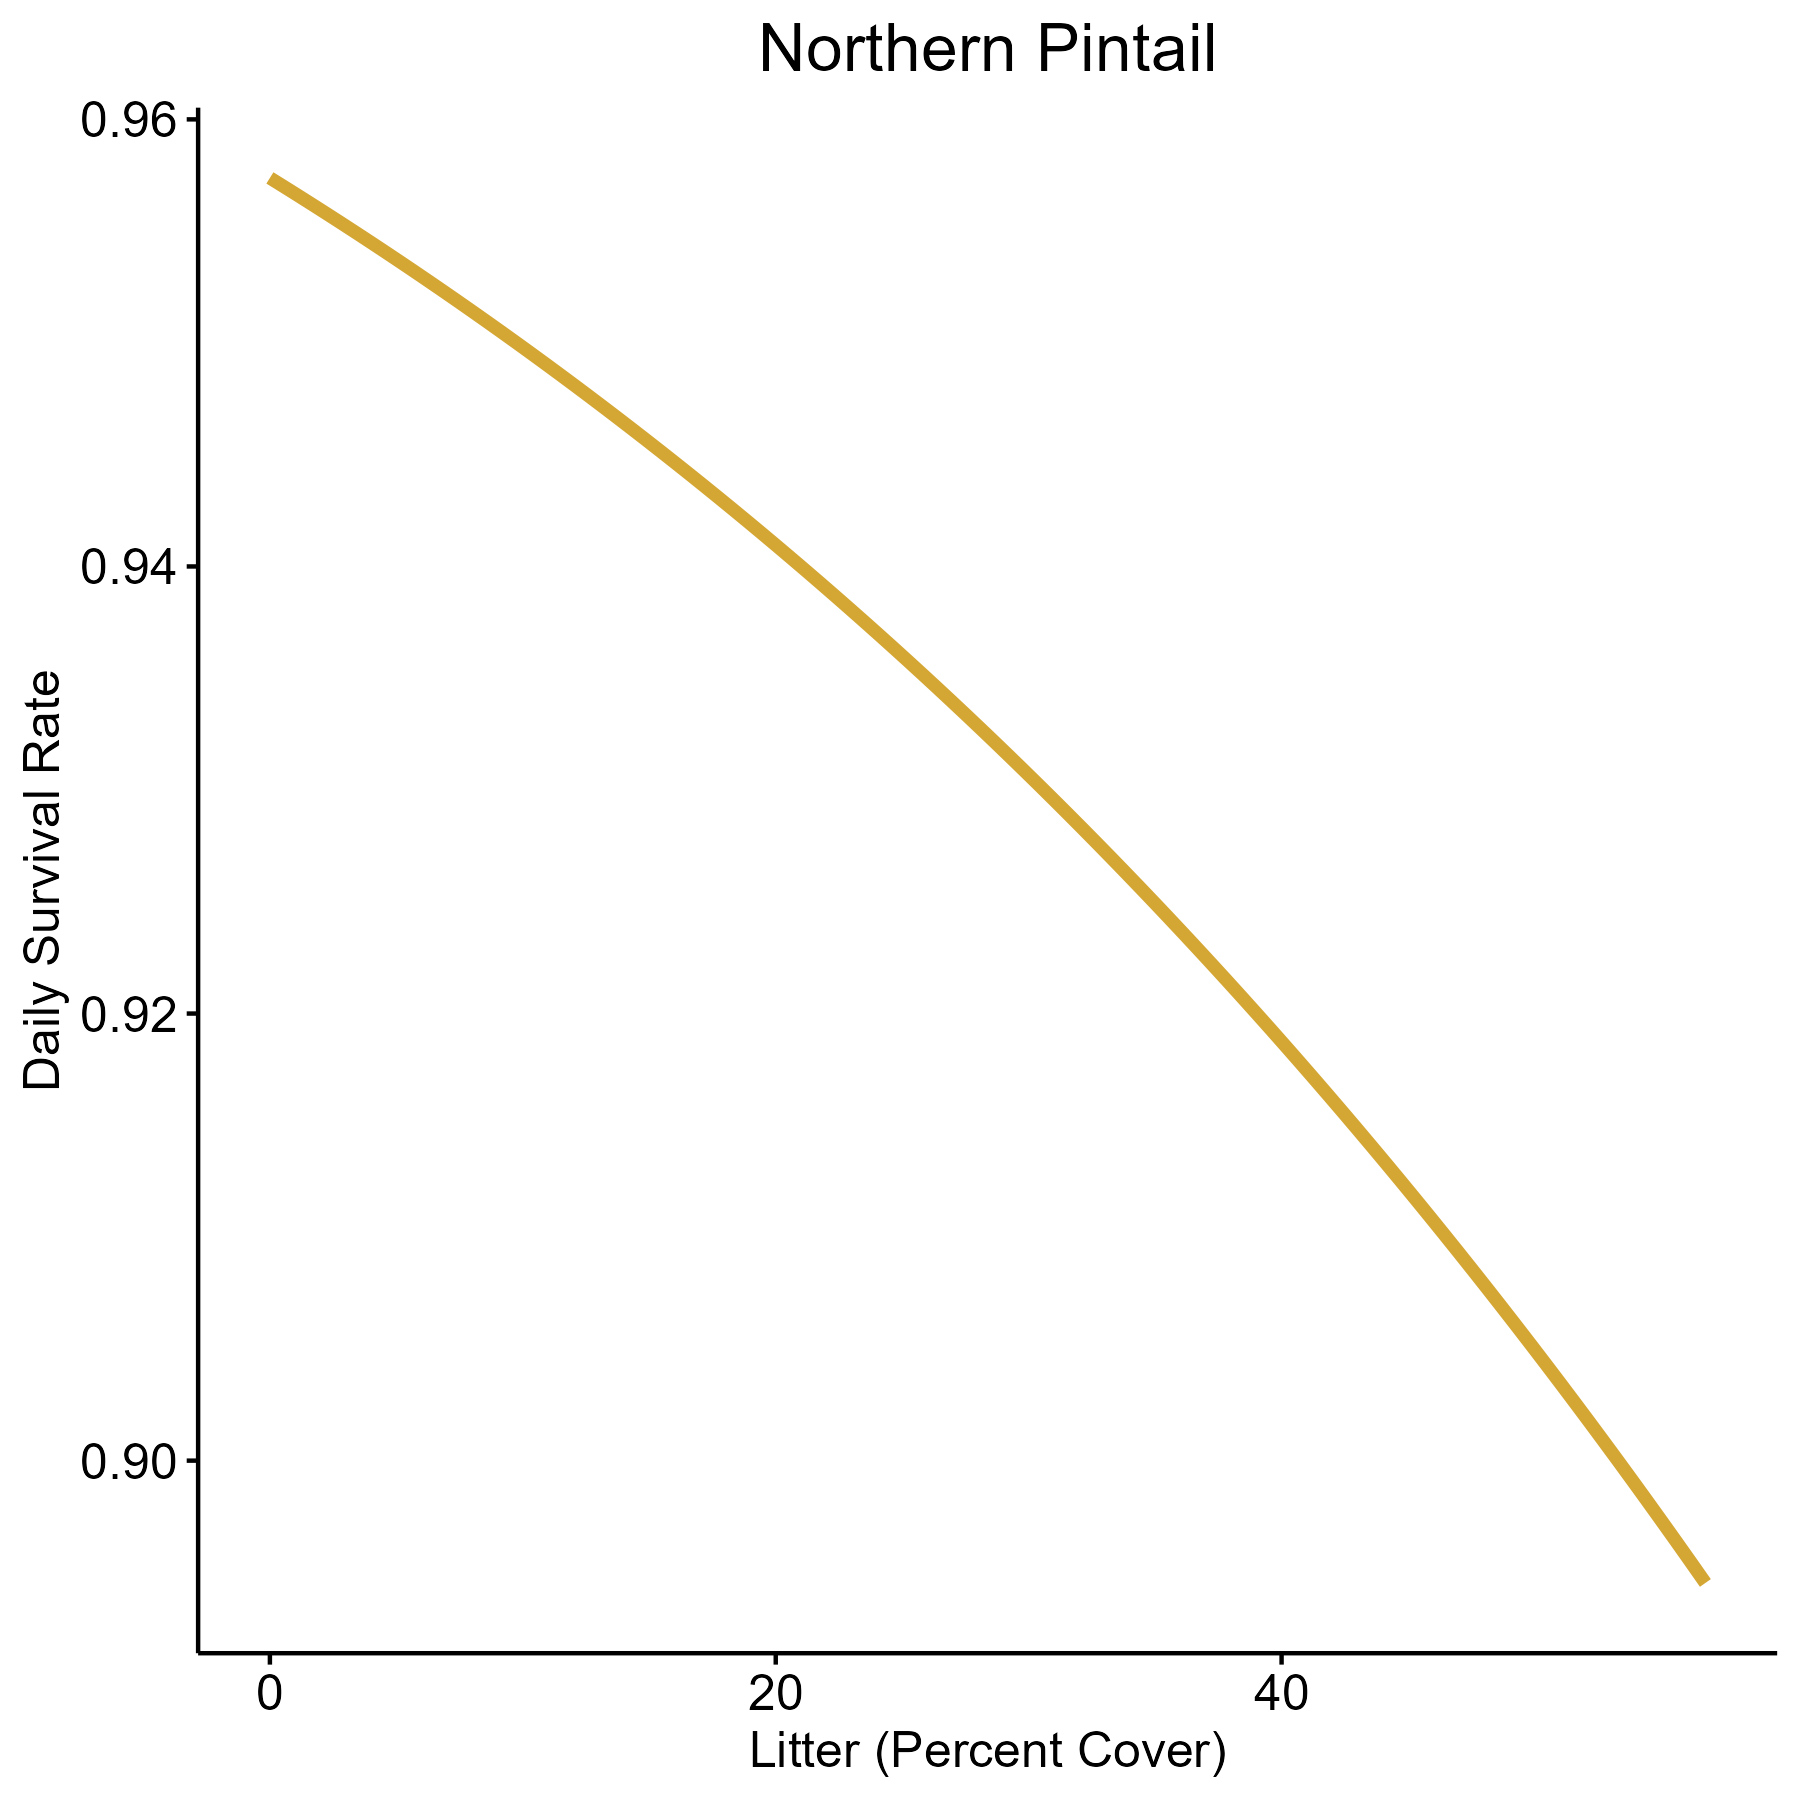 Northern Pintail
0.96
0.94
0.92
0.90
Daily Survival Rate
0 20 40
Litter (Percent Cover)